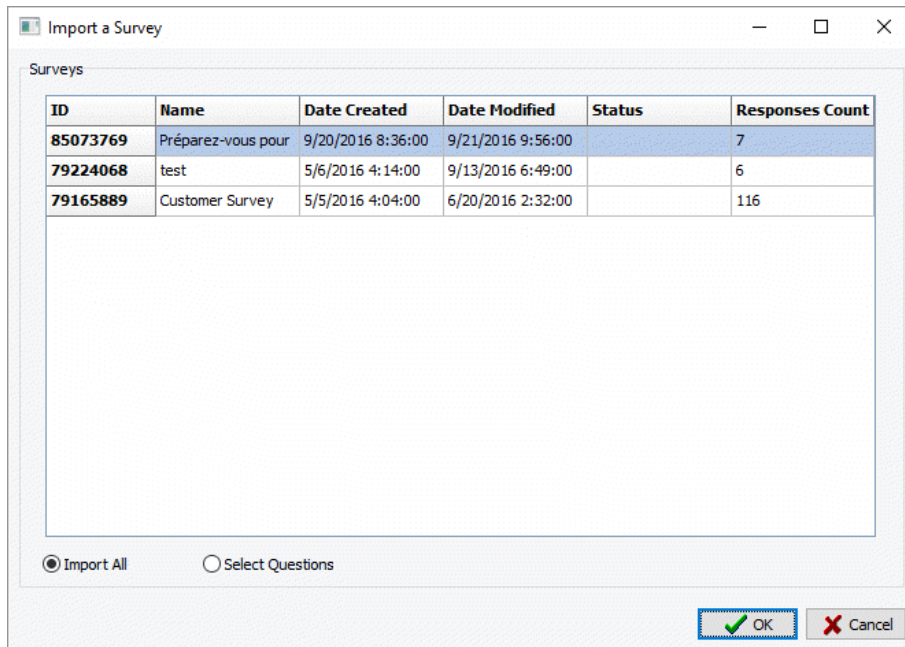 Import a Survey
Surveys
ID Name Date Created Date Modified Status Responses Count
85073769 Préparez-vous pour 9/20/2016 8:36:00 9/21/2016 9:56:00 7
79224068 test 5/6/2016 4:14:00 9/13/2016 6:49:00 6
79165889 Customer Survey 5/5/2016 4:04:00 6/20/2016 2:32:00 116
Import All Select Questions
OK Cancel